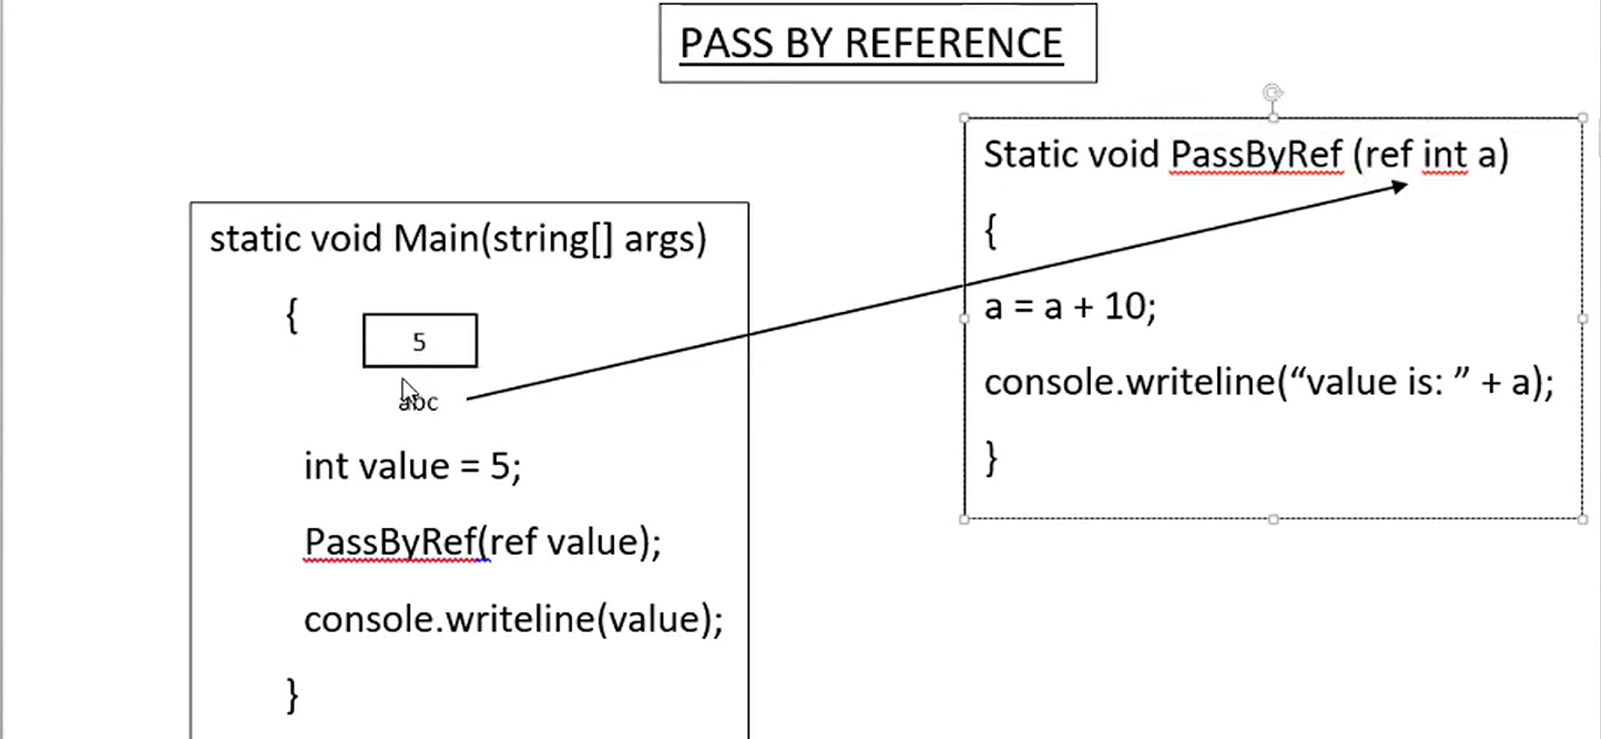 PASS BY REFERENCE
static void Main(string[] args)
{
5
abc
int value = 5;
PassByRef(ref value);
console.writeline(value);
}
Static void PassByRef (ref int a)
{
a = a + 10;
console.writeline(“value is: ” + a);
}